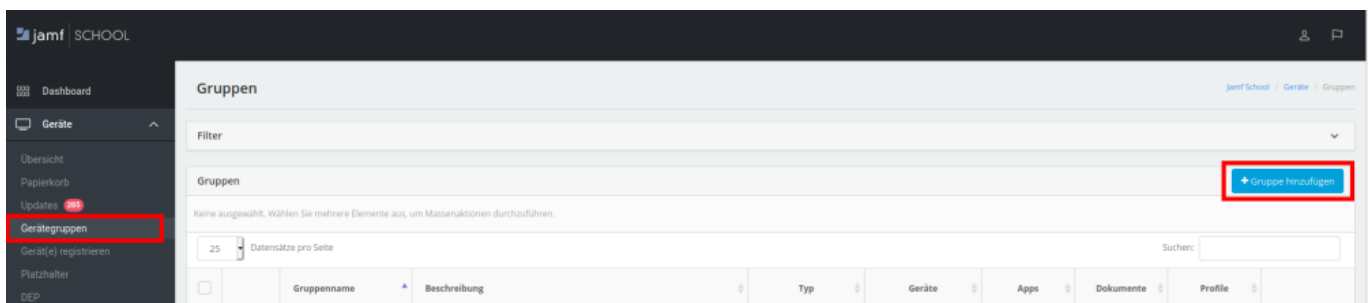 jamf SCHOOL
Dashboard
Geräte
Übersicht
Papierkorb
Updates 285
Gerätegruppen
Gerät(e) registrieren
Platzhalter
DEP
Gruppen
Jamf School / Geräte / Gruppen
Filter
Gruppen
+ Gruppe hinzufügen
Keine ausgewählt. Wählen Sie mehrere Elemente aus, um Massenaktionen durchzuführen.
25 Datensätze pro Seite
Suchen:
Gruppenname Beschreibung Typ Geräte Apps Dokumente Profile